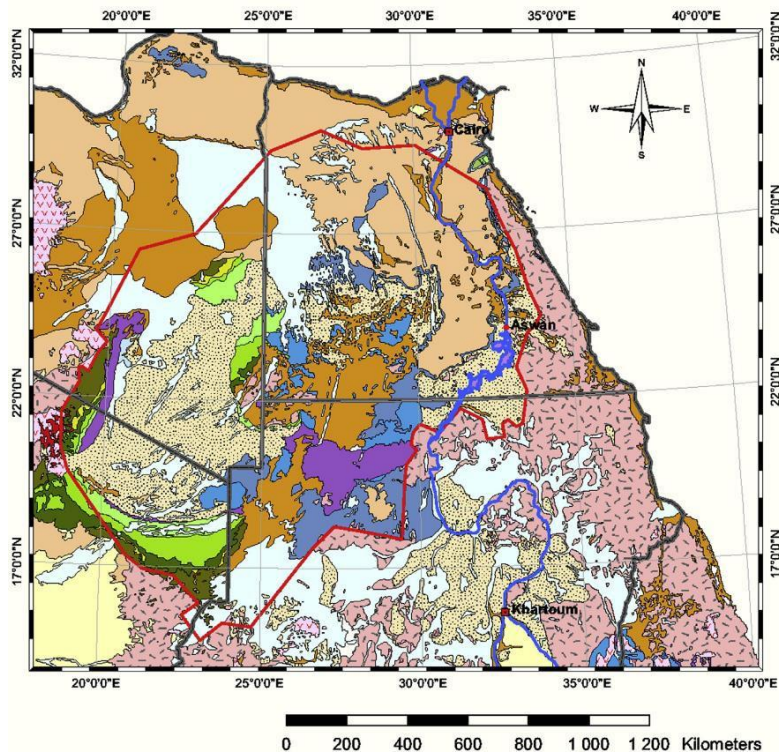 20°0'0"E 25°0'0"E 30°0'0"E 35°0'0"E 40°0'0"E
32°0'0"N 32°0'0"N
N
W E
S
Cairo
27°0'0"N 27°0'0"N
Aswan
22°0'0"N 22°0'0"N
17°0'0"N 17°0'0"N
Khartoum
20°0'0"E 25°0'0"E 30°0'0"E 35°0'0"E 40°0'0"E
0 200 400 600 800 1 000 1 200 Kilometers